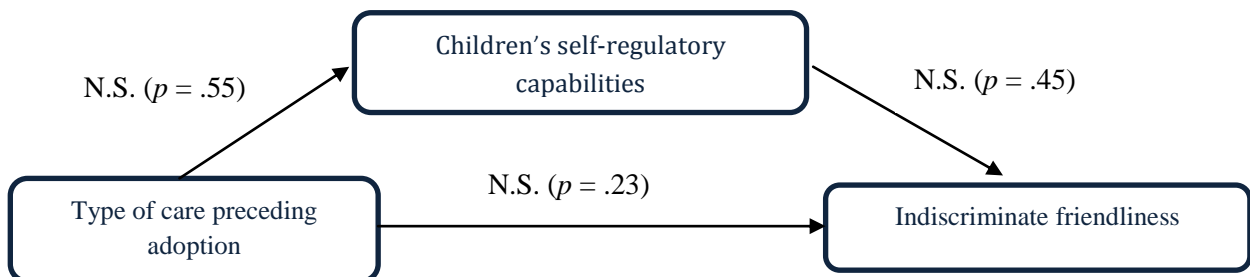 Children's self-regulatory
capabilities
N.S. (p = .55)
N.S. (p = .45)
N.S. (p = .23)
Type of care preceding
adoption
Indiscriminate friendliness